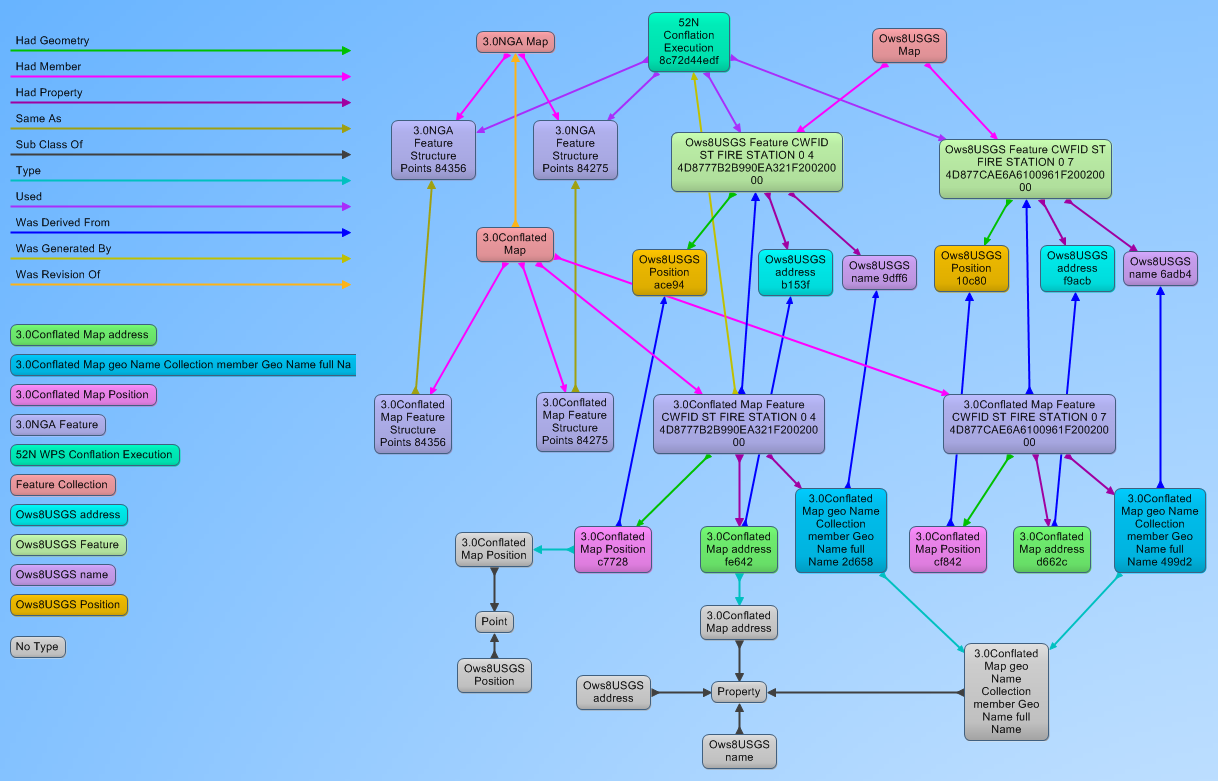 Had Geometry
Had Member
Had Property
Same As
Sub Class Of
Type
Used
Was Derived From
Was Generated By
Was Revision Of
3.0Conflated Map address
3.0Conflated Map geo Name Collection member Geo Name full Na
3.0Conflated Map Position
3.0NGA Feature
52N WPS Conflation Execution
Feature Collection
Ows8USGS address
Ows8USGS Feature
Ows8USGS name
Ows8USGS Position
No Type
3.0NGA Map
52N
Conflation
Execution
8c72d44edf
Ows8USGS
Map
3.0NGA
Feature
Structure
Points 84356
3.0NGA
Feature
Structure
Points 84275
Ows8USGS Feature CWFID
ST FIRE STATION 0 4
4D8777B2B990EA321F200200
00
Ows8USGS Feature CWFID ST
FIRE STATION 0 7
4D877CAE6A6100961F200200
00
3.0Conflated
Map
Ows8USGS
Position
ace94
Ows8USGS
address
b153f
Ows8USGS
name 9dff6
Ows8USGS
Position
10c80
Ows8USGS
address
f9acb
Ows8USGS
name 6adb4
3.0Conflated
Map Feature
Structure
Points 84356
3.0Conflated
Map Feature
Structure
Points 84275
3.0Conflated Map Feature
CWFID ST FIRE STATION 0 4
4D8777B2B990EA321F200200
00
3.0Conflated Map Feature
CWFID ST FIRE STATION 0 7
4D877CAE6A6100961F200200
00
3.0Conflated
Map Position
3.0Conflated
Map Position
c7728
3.0Conflated
Map address
fe642
3.0Conflated
Map geo Name
Collection
member Geo
Name full
Name 2d658
3.0Conflated
Map Position
cf842
3.0Conflated
Map address
d662c
3.0Conflated
Map geo Name
Collection
member Geo
Name full
Name 499d2
Point
3.0Conflated
Map address
Ows8USGS
Position
Ows8USGS
address
Property
3.0Conflated
Map geo
Name
Collection
member Geo
Name full
Name
Ows8USGS
name